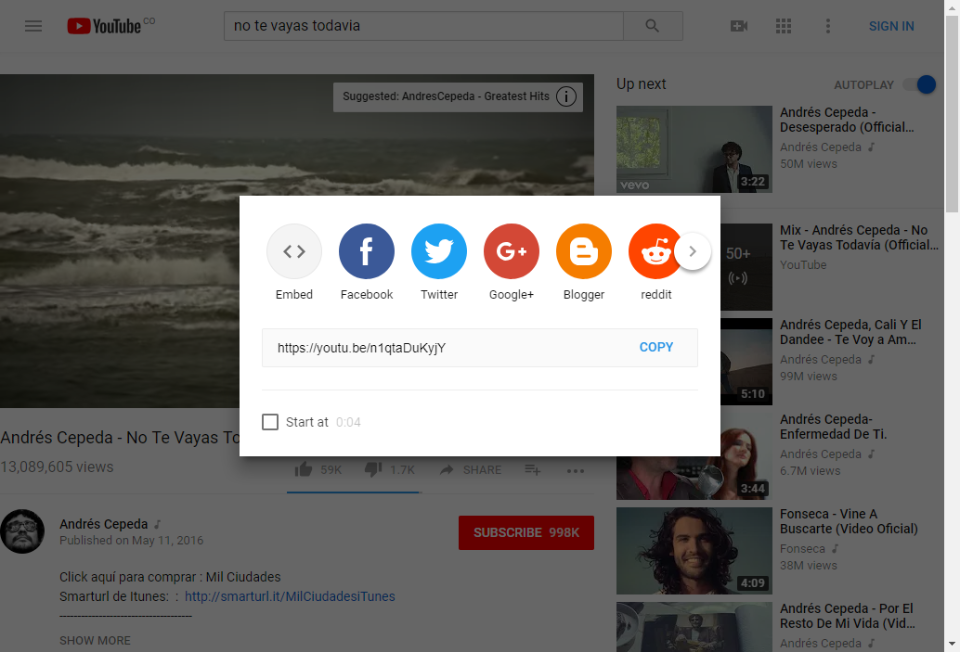 YouTube CO
no te vayas todavia
SIGN IN
Suggested: AndresCepeda - Greatest Hits
Up next
AUTOPLAY
vevo
3:22
Andrés Cepeda -
Desesperado (Official...
Andrés Cepeda
50M views
50+
Mix - Andrés Cepeda - No
Te Vayas Todavía (Official...
YouTube
5:10
Andrés Cepeda, Cali Y El
Dandee - Te Voy a Am...
Andrés Cepeda
99M views
3:44
Andrés Cepeda-
Enfermedad De Ti.
Andrés Cepeda
6.7M views
4:09
Fonseca - Vine A
Buscarte (Video Oficial)
Fonseca
38M views
Andrés Cepeda - Por El
Resto De Mi Vida (Vid...
Andrés Cepeda
Embed
Facebook
Twitter
G+
Google+
Blogger
reddit
https://youtu.be/n1qtaDuKyjY
COPY
Start at 0:04
Andrés Cepeda - No Te Vayas To
13,089,605 views
59K
1.7K
SHARE
Andrés Cepeda
Published on May 11, 2016
SUBSCRIBE 998K
Click aquí para comprar : Mil Ciudades
Smarturl de Itunes: : http://smarturl.it/MilCiudadesiTunes
------------------------------------
SHOW MORE